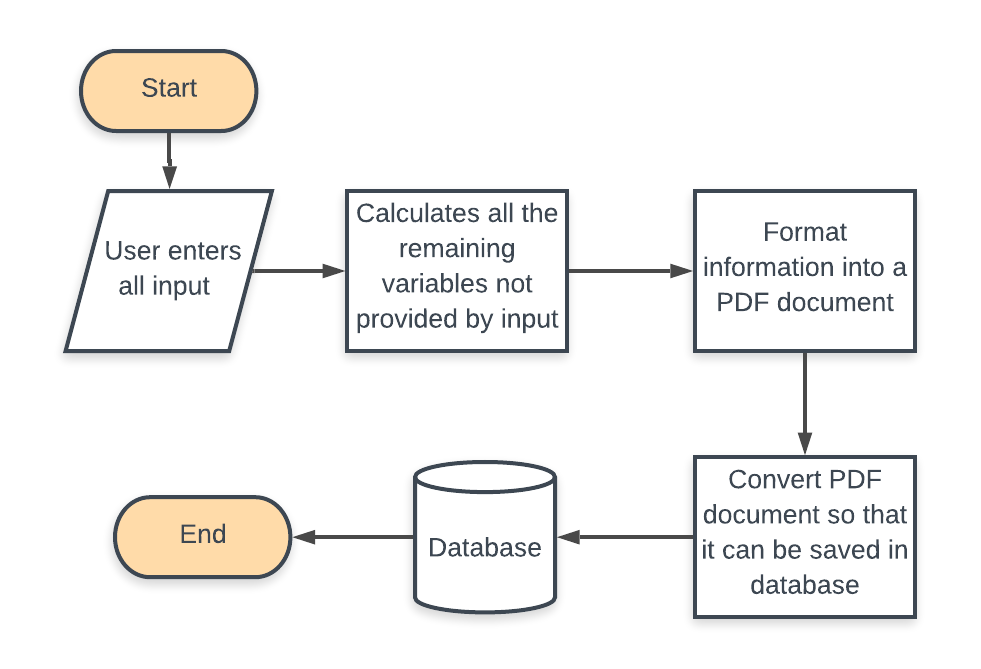 Start
User enters
all input
Calculates all the
remaining
variables not
provided by input
Format
information into a
PDF document
Convert PDF
document so that
it can be saved in
database
Database
End